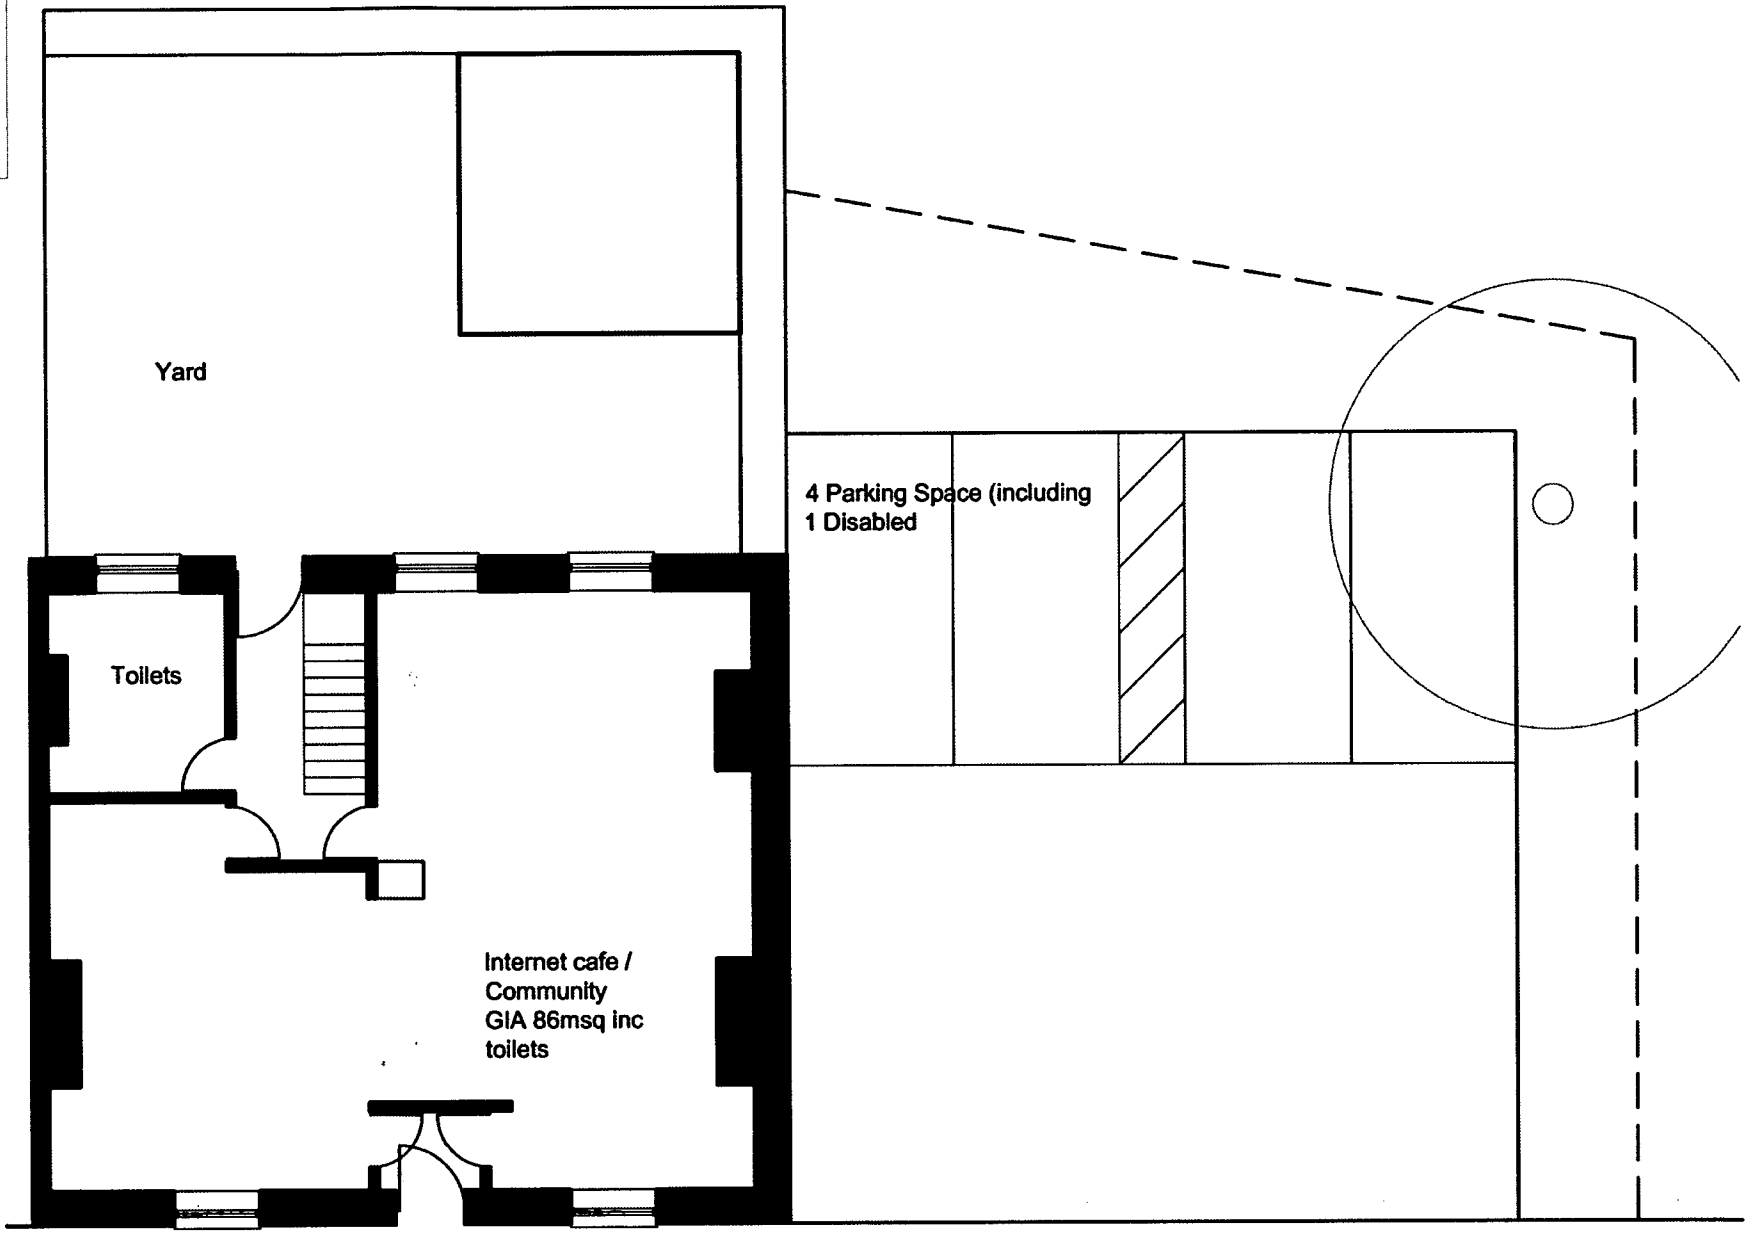 Yard
4 Parking Space (including
1 Disabled
Toilets
Internet cafe /
Community
GIA 86msq inc
toilets